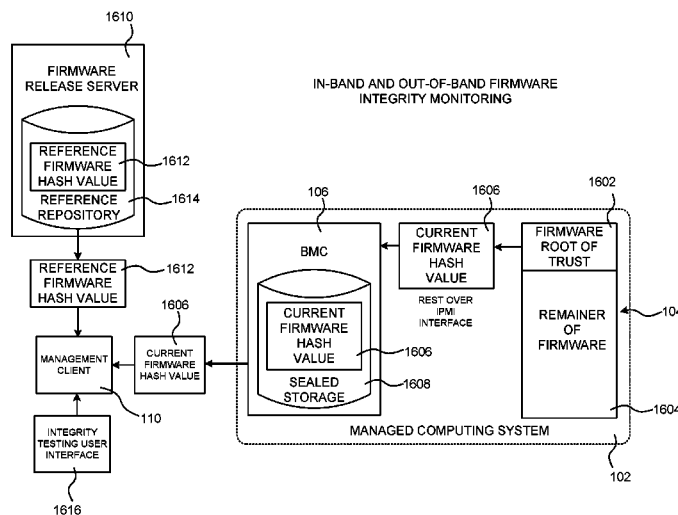 1610
FIRMWARE
RELEASE SERVER
REFERENCE
FIRMWARE
HASH VALUE
1612
REFERENCE
REPOSITORY
1614
IN-BAND AND OUT-OF-BAND FIRMWARE
INTEGRITY MONITORING
REFERENCE
FIRMWARE
HASH VALUE
1612
1606
MANAGEMENT
CLIENT
110
CURRENT
FIRMWARE
HASH VALUE
INTEGRITY
TESTING USER
INTERFACE
1616
106
BMC
CURRENT
FIRMWARE
HASH
VALUE
1606
SEALED
STORAGE
1608
1606
CURRENT
FIRMWARE
HASH
VALUE
REST OVER
IPMI
INTERFACE
1602
FIRMWARE
ROOT OF
TRUST
REMAINER
OF FIRMWARE
104
1604
MANAGED COMPUTING SYSTEM
102